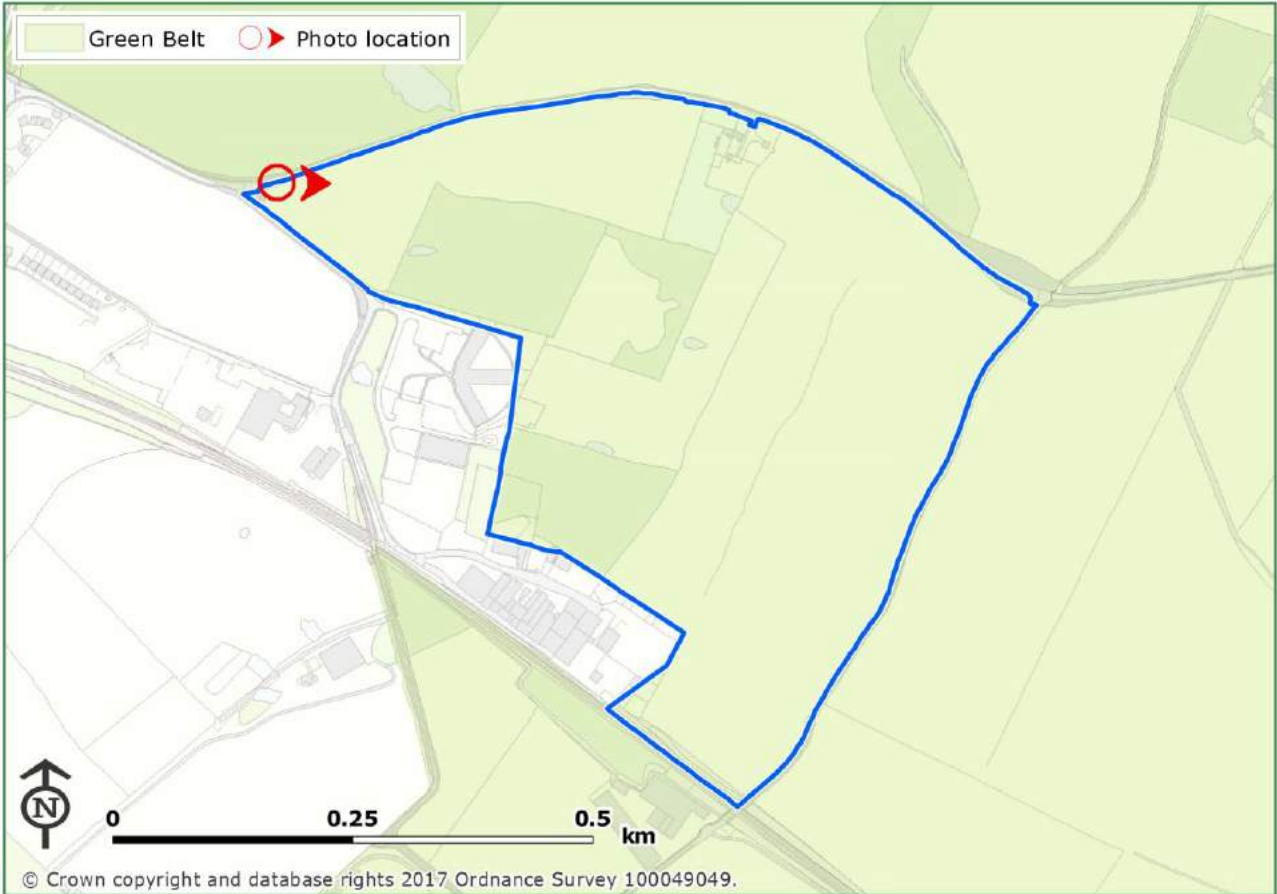 Green Belt Photo location
N
0 0.25 0.5 km
© Crown copyright and database rights 2017 Ordnance Survey 100049049.